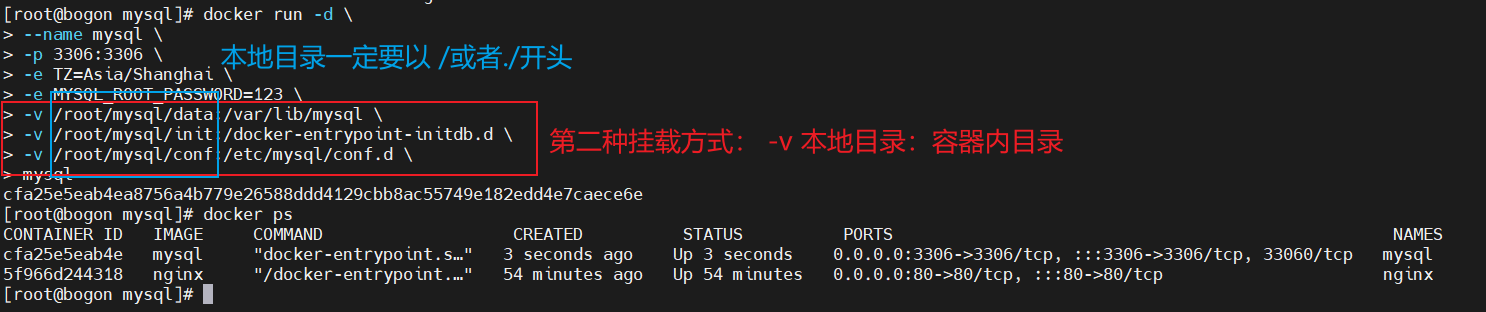 [root@bogon mysql]# docker run -d \
> --name mysql \
> -p 3306:3306 \
本地目录一定要以 /或者./开头
> -e TZ=Asia/Shanghai \
> -e MYSQL_ROOT_PASSWORD=123 \
> -v /root/mysql/data:/var/lib/mysql \
> -v /root/mysql/init:/docker-entrypoint-initdb.d \
第二种挂载方式： -v 本地目录：容器内目录
> -v /root/mysql/conf:/etc/mysql/conf.d \
> mysql
cfa25e5eab4ea8756a4b779e26588ddd4129cbb8ac55749e182edd4e7caece6e
[root@bogon mysql]# docker ps
CONTAINER ID IMAGE COMMAND CREATED STATUS PORTS NAMES
cfa25e5eab4e mysql "docker-entrypoint.s…" 3 seconds ago Up 3 seconds 0.0.0.0:3306->3306/tcp, :::3306->3306/tcp, 33060/tcp mysql
5f966d244318 nginx "/docker-entrypoint.…" 54 minutes ago Up 54 minutes 0.0.0.0:80->80/tcp, :::80->80/tcp nginx
[root@bogon mysql]#